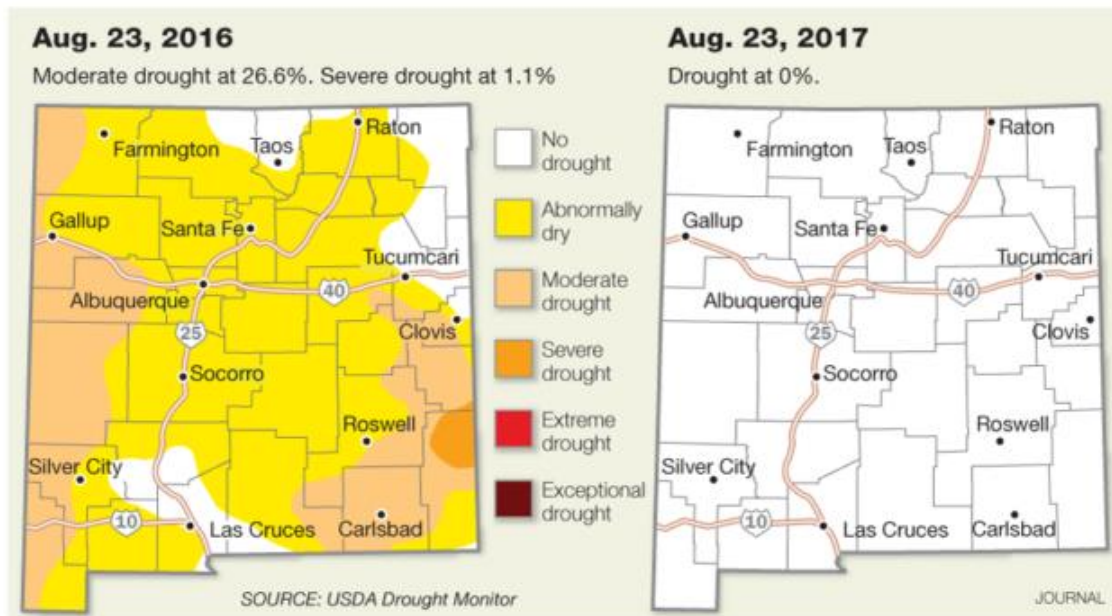 Aug. 23, 2016
Moderate drought at 26.6%. Severe drought at 1.1%
Farmington
Taos
Raton
Gallup
Santa Fe
Tucumcari
Albuquerque
40
Clovis
25
Socorro
Roswell
Silver City
10
Las Cruces
Carlsbad
SOURCE: USDA Drought Monitor
No
drought
Abnormally
dry
Moderate
drought
Severe
drought
Extreme
drought
Exceptional
drought
Aug. 23, 2017
Drought at 0%.
Farmington
Taos
Raton
Gallup
Santa Fe
Tucumcari
Albuquerque
40
Clovis
25
Socorro
Roswell
Silver City
10
Las Cruces
Carlsbad
JOURNAL